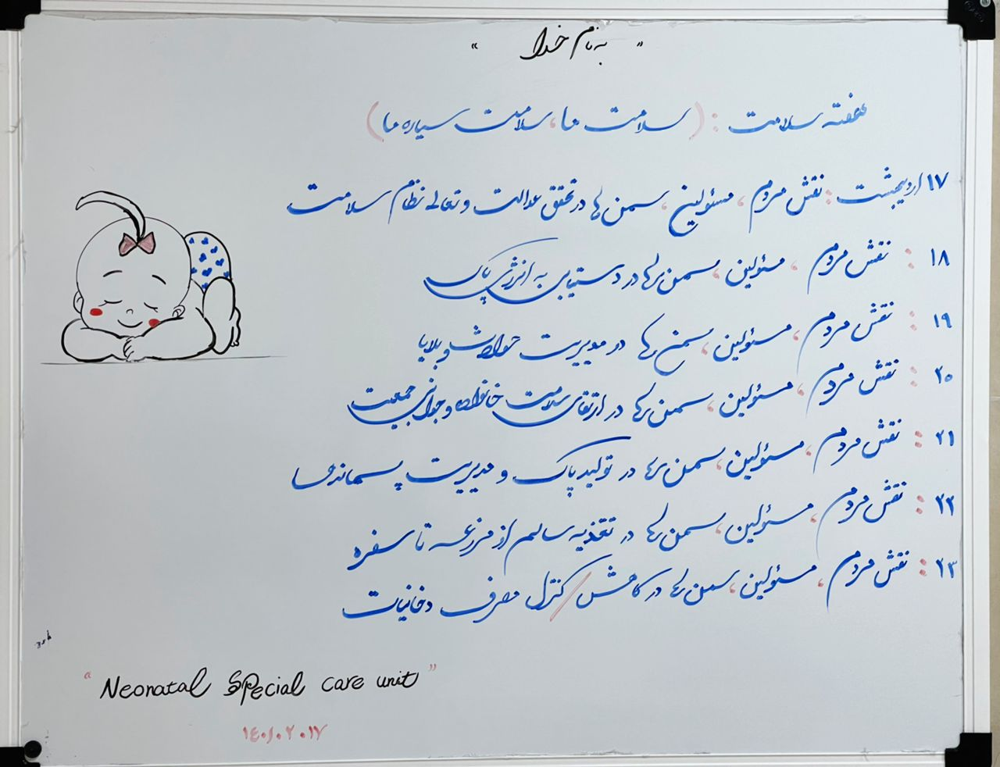 " به نام خدا "
هفته سلامت : (سلامت ما، سلامت سیاره ما)
۱۷ اردیبهشت : نقش مردم، مسئولین، سمن ها در تحقق عدالت و تعالی نظام سلامت
۱۸ : نقش مردم، مسئولین، سمن ها در دستیابی به انرژی پاک
۱۹ : نقش مردم، مسئولین، سمن ها در مدیریت حوادث و بلایا
۲۰ : نقش مردم، مسئولین، سمن ها در ارتقای سلامت خانواده و جوانی جمعیت
۲۱ : نقش مردم، مسئولین، سمن ها در تولید پاک و مدیریت پسماندها
۲۲ : نقش مردم، مسئولین، سمن ها در تغذیه سالم از مزرعه تا سفره
۲۳ : نقش مردم، مسئولین، سمن ها در کاهش/کنترل مصرف دخانیات
"Neonatal Special care unit"
۱٤۰۱.۰۲.۱۷